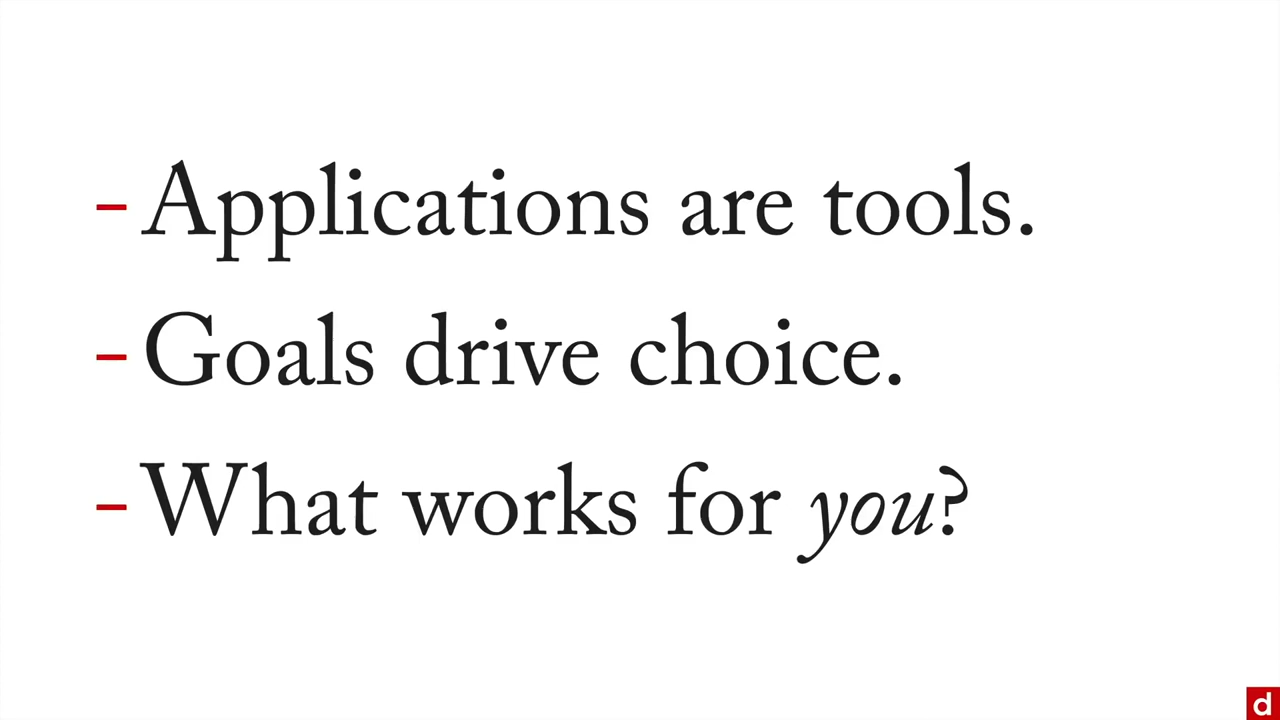 - Applications are tools.
- Goals drive choice.
- What works for you?
d